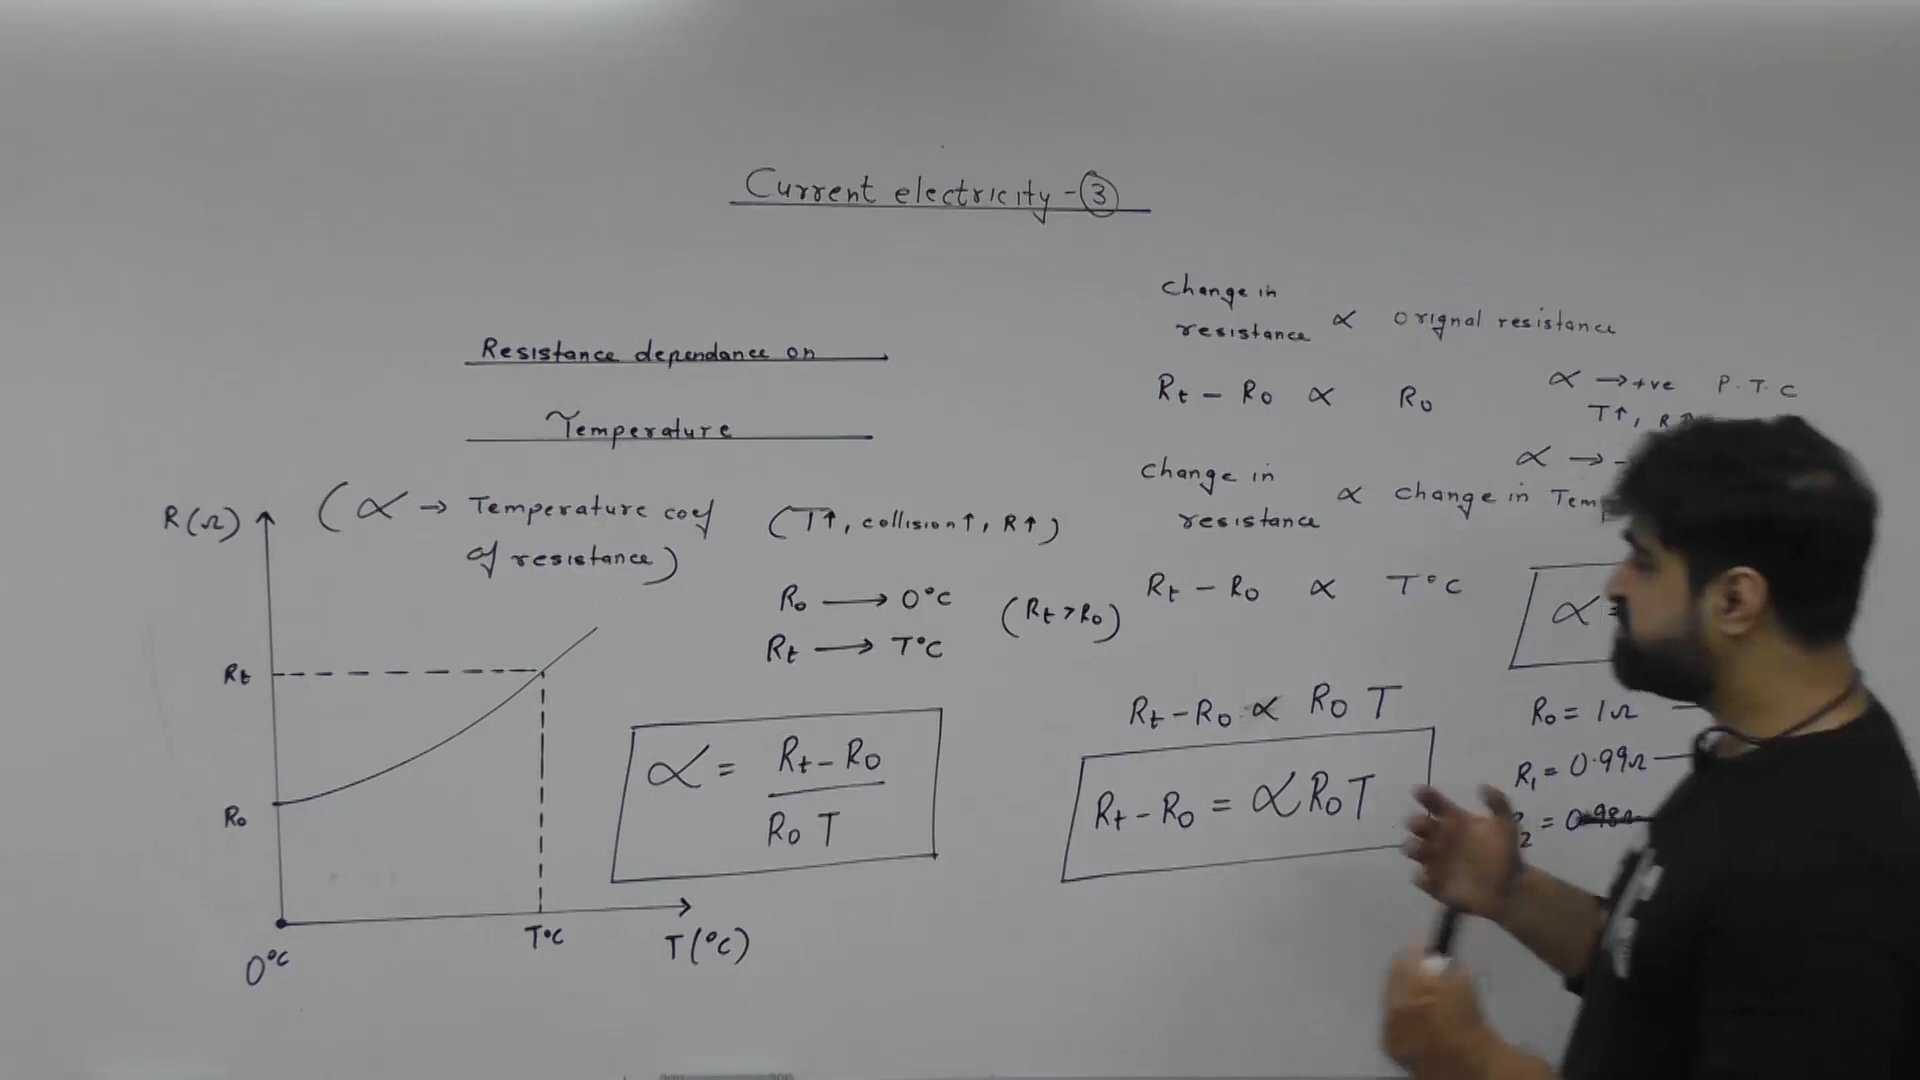 Current electricity - 3
Resistance dependance on
Temperature
R(Ω)
(α → Temperature coef
of resistance)
(T↑, collision↑, R↑)
R₀ → 0°C
Rt → T°C
(Rt > R₀)
Rt
R₀
0°C
T°C
T(°C)
α = Rt - R₀ / R₀ T
Change in
resistance ∝ orignal resistance
Rt - R₀ ∝ R₀
Change in
resistance ∝ change in
Rt - R₀ ∝ T°C
Rt - R₀ ∝ R₀ T
Rt - R₀ = α R₀ T
α → +ve P.T.C
T↑, R↑
α → -
α =
R₀ = 1Ω
R₁ = 0.99Ω